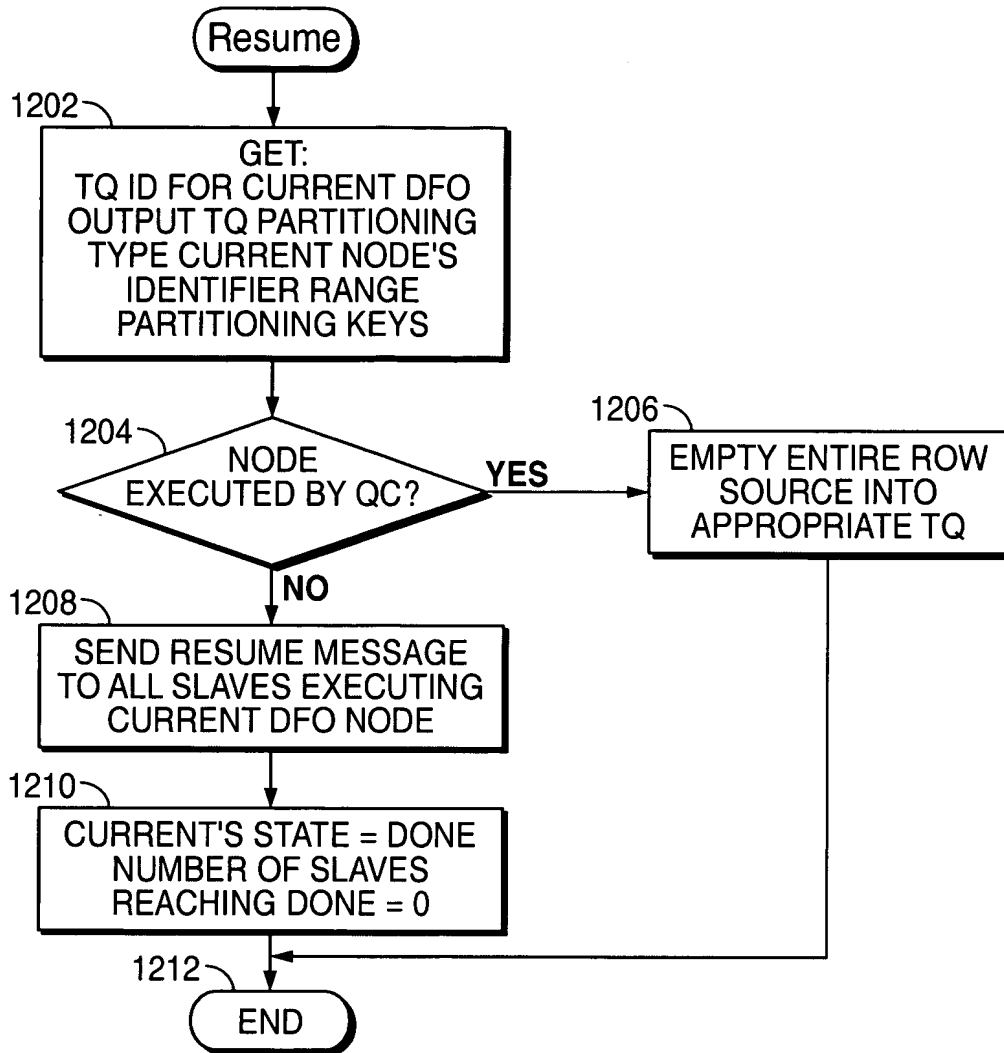 Resume
1202
GET:
TQ ID FOR CURRENT DFO
OUTPUT TQ PARTITIONING
TYPE CURRENT NODE'S
IDENTIFIER RANGE
PARTITIONING KEYS
1204
NODE
EXECUTED BY QC?
YES
1206
EMPTY ENTIRE ROW
SOURCE INTO
APPROPRIATE TQ
NO
1208
SEND RESUME MESSAGE
TO ALL SLAVES EXECUTING
CURRENT DFO NODE
1210
CURRENT'S STATE = DONE
NUMBER OF SLAVES
REACHING DONE = 0
1212
END